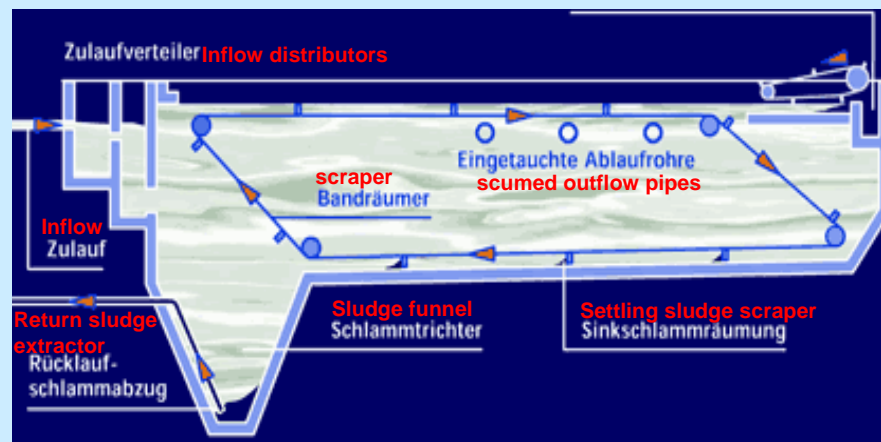 Zulaufverteiler Inflow distributors
Eingetauchte Ablaufrohre
scumed outflow pipes
scraper
Bandräumer
Inflow
Zulauf
Return sludge
extractor
Rücklauf-
schlammabzug
Sludge funnel
Schlammtrichter
Settling sludge scraper
Sinkschlammräumung